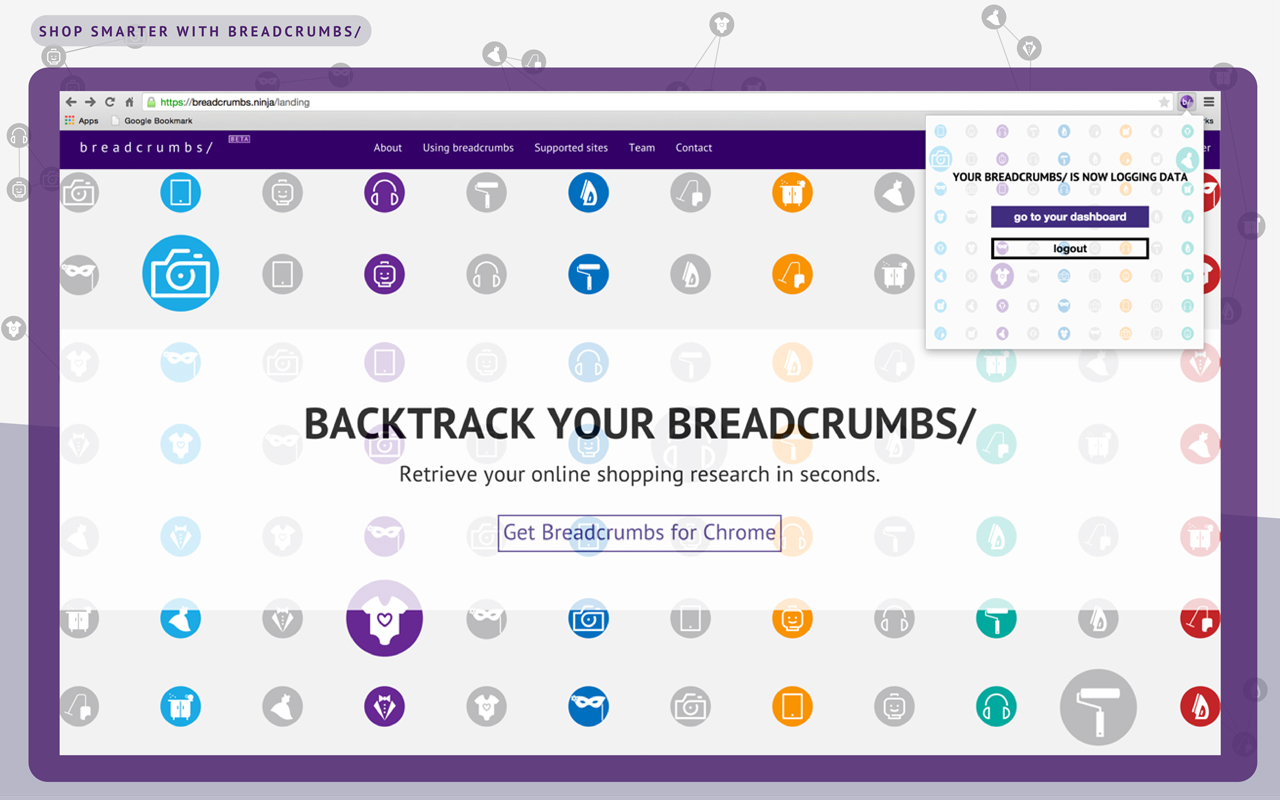 SHOP SMARTER WITH BREADCRUMBS/
https://breadcrumbs.ninja/landing
b/
Apps Google Bookmark
breadcrumbs/ BETA
About Using breadcrumbs Supported sites Team Contact
YOUR BREADCRUMBS/ IS NOW LOGGING DATA
go to your dashboard
logout
BACKTRACK YOUR BREADCRUMBS/
Retrieve your online shopping research in seconds.
Get Breadcrumbs for Chrome